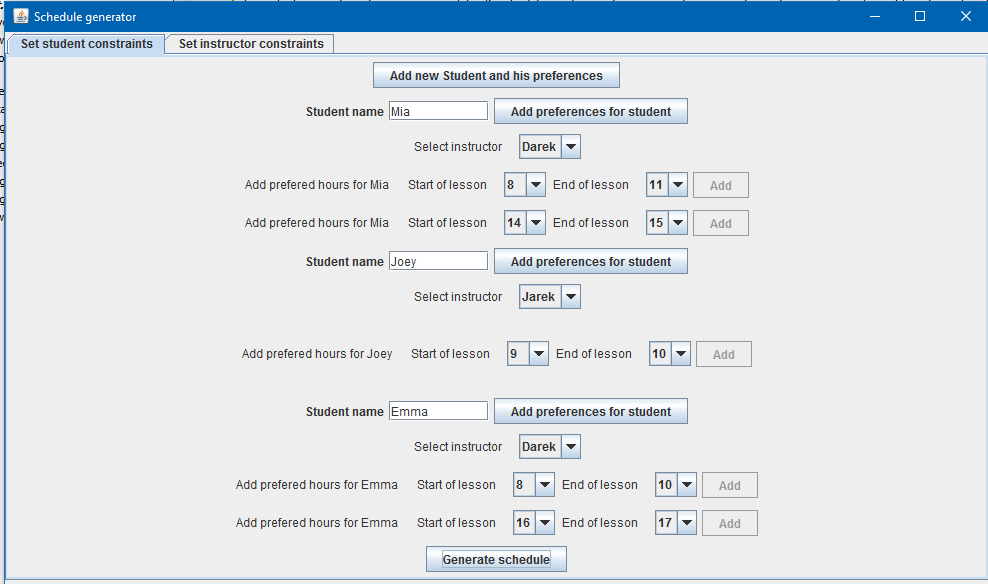 Schedule generator
Set student constraints Set instructor constraints
Add new Student and his preferences
Student name Mia Add preferences for student
Select instructor Darek
Add prefered hours for Mia Start of lesson 8 End of lesson 11 Add
Add prefered hours for Mia Start of lesson 14 End of lesson 15 Add
Student name Joey Add preferences for student
Select instructor Jarek
Add prefered hours for Joey Start of lesson 9 End of lesson 10 Add
Student name Emma Add preferences for student
Select instructor Darek
Add prefered hours for Emma Start of lesson 8 End of lesson 10 Add
Add prefered hours for Emma Start of lesson 16 End of lesson 17 Add
Generate schedule